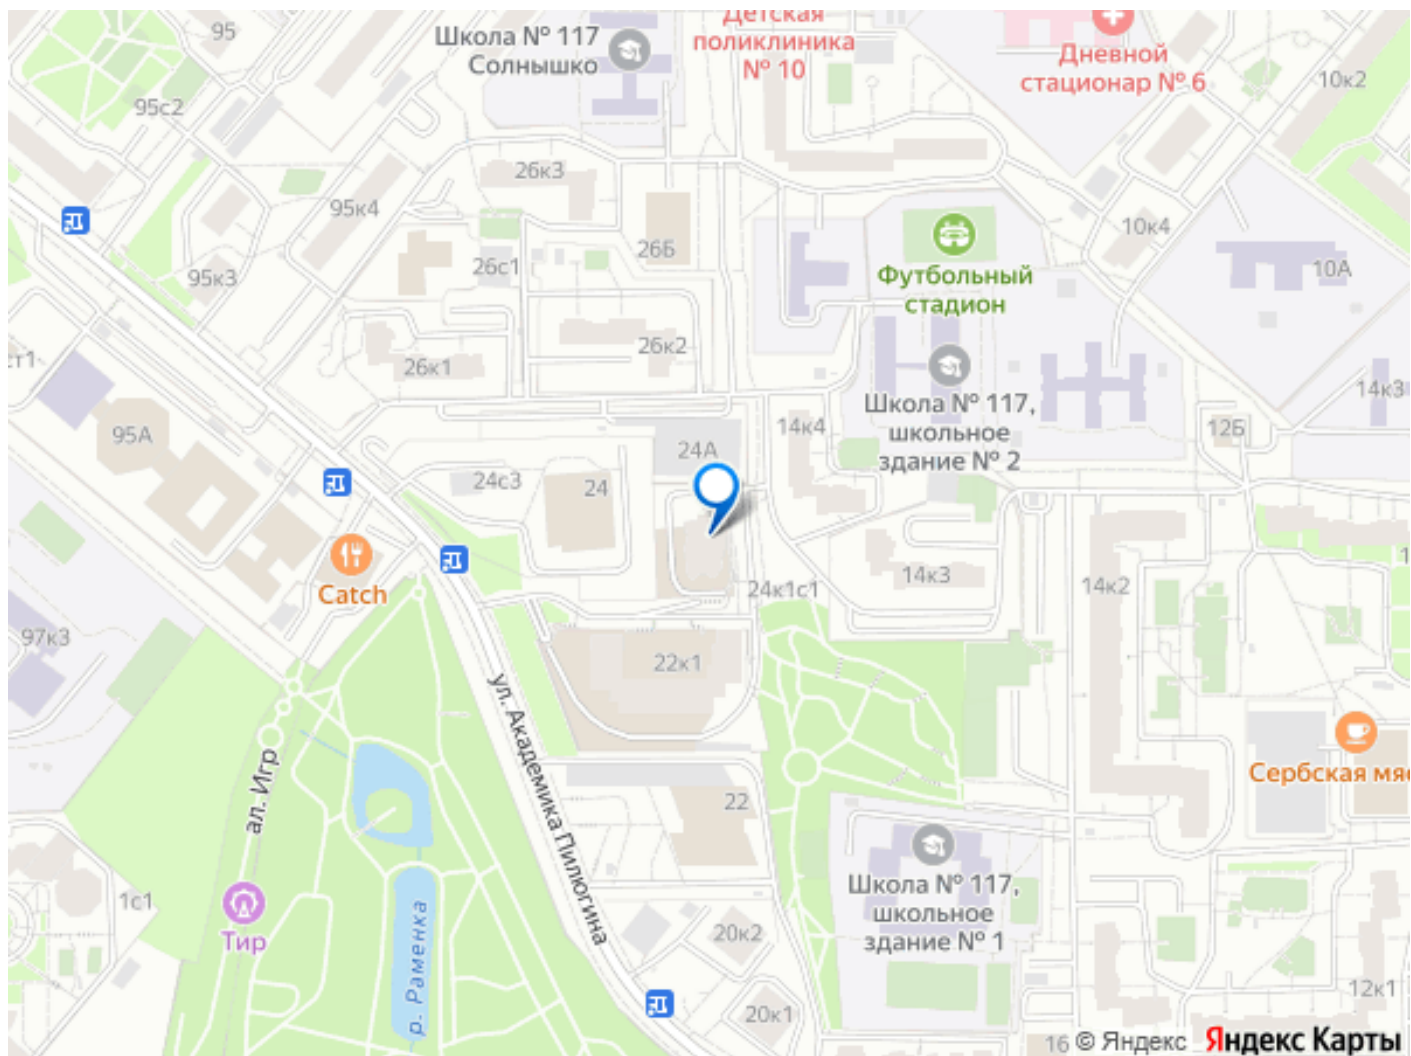 95
Школа № 117
Солнышко
Детская
поликлиника
№ 10
Дневной
стационар № 6
10к2
95с2
26к3
95к4
26Б
10к4
Футбольный
стадион
10А
95к3
26с1
26к2
26к1
Школа № 117,
школьное
здание № 2
14к3
95А
14к4
12Б
24А
24с3
24
Catch
14к3
24к1с1
14к2
97к3
22к1
ул. Академика Пилюгина
ал. Игр
Сербская мяс
22
Школа № 117,
школьное
здание № 1
1с1
Тир
р. Раменка
20к2
20к1
12к1
16
© Яндекс Яндекс Карты